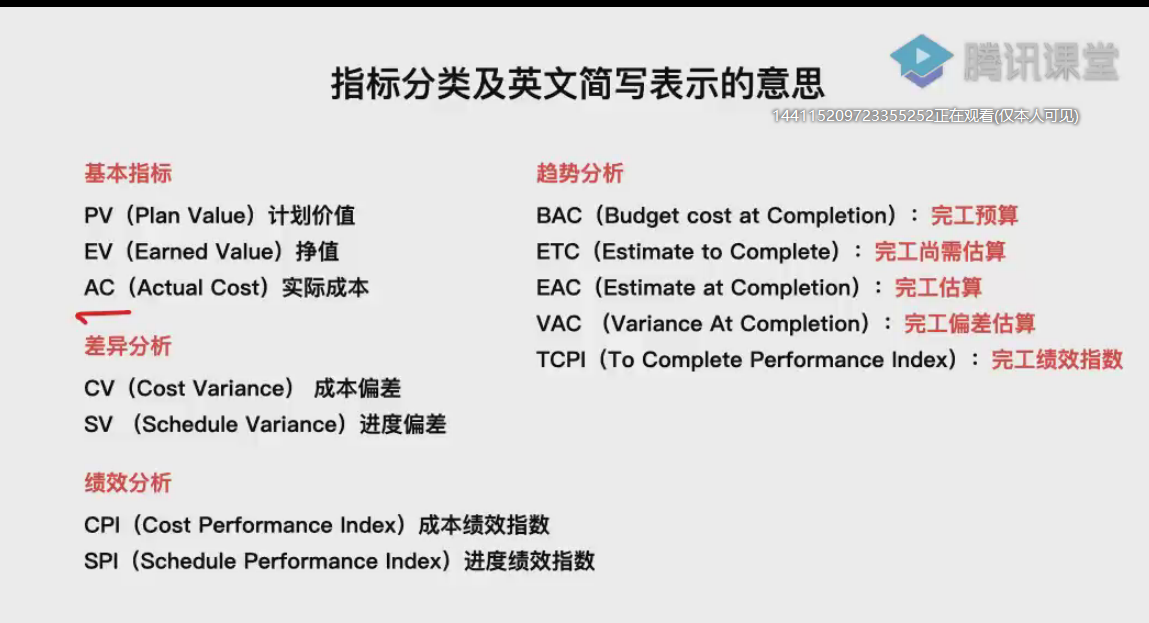 指标分类及英文简写表示的意思
腾讯课堂
144115209723355252正在观看(仅本人可见)
基本指标
PV（Plan Value）计划价值
EV（Earned Value）挣值
AC（Actual Cost）实际成本
差异分析
CV（Cost Variance） 成本偏差
SV （Schedule Variance）进度偏差
绩效分析
CPI（Cost Performance Index）成本绩效指数
SPI（Schedule Performance Index）进度绩效指数
趋势分析
BAC（Budget cost at Completion）：完工预算
ETC（Estimate to Complete）：完工尚需估算
EAC（Estimate at Completion）：完工估算
VAC （Variance At Completion）：完工偏差估算
TCPI（To Complete Performance Index）：完工绩效指数